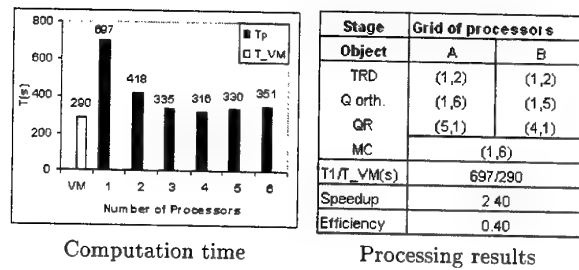 800
600
400
200
0
T(s)
Tp
T_VM
290
697
418
335
316
330
351
VM 1 2 3 4 5 6
Number of Processors
Computation time
Stage Grid of processors
Object A B
TRD (1,2) (1,2)
Q orth. (1,6) (1,5)
QR (5,1) (4,1)
MC (1,6)
T1/T_VM(s) 697/290
Speedup 2.40
Efficiency 0.40
Processing results